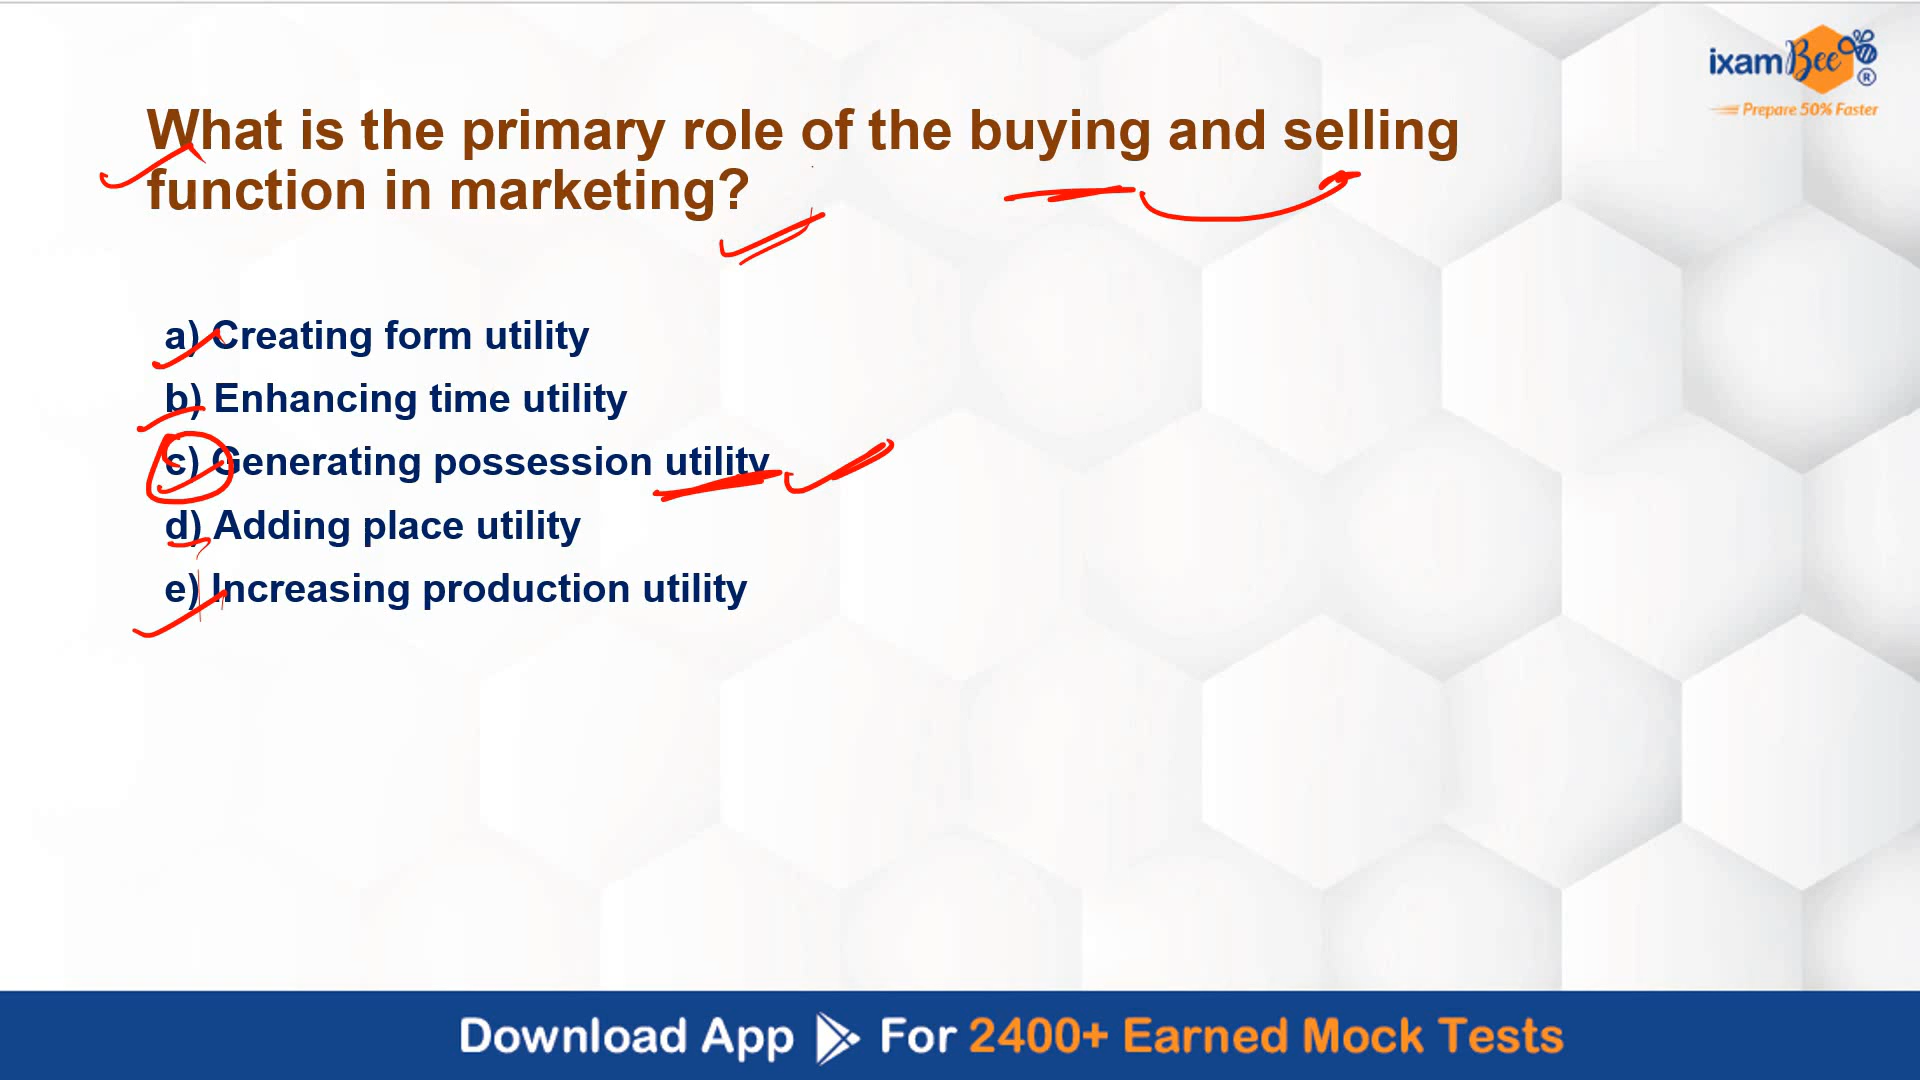 ixamBee
®
Prepare 50% Faster
What is the primary role of the buying and selling
function in marketing?
a) Creating form utility
b) Enhancing time utility
c) Generating possession utility
d) Adding place utility
e) Increasing production utility
Download App For 2400+ Earned Mock Tests